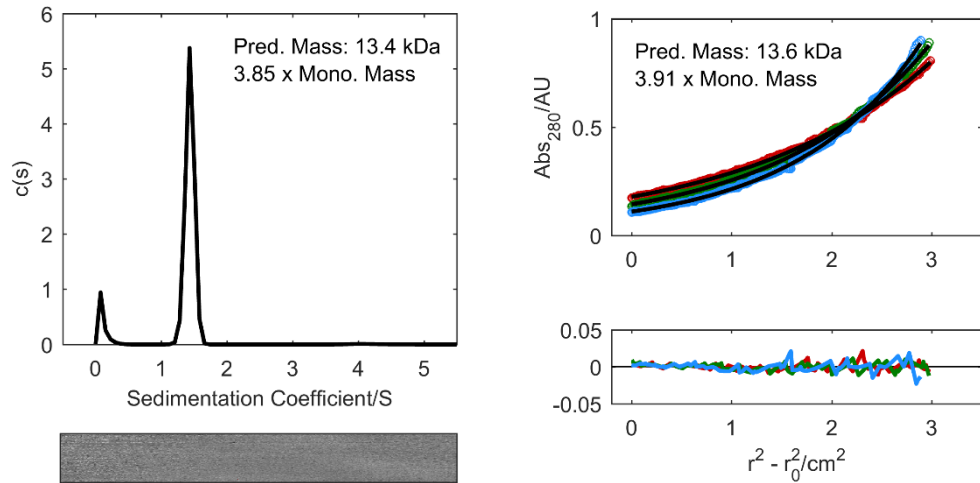 6
5
4
3
2
1
0
c(s)
Pred. Mass: 13.4 kDa
3.85 x Mono. Mass
0 1 2 3 4 5
Sedimentation Coefficient/S
1
0.5
0
Abs280/AU
Pred. Mass: 13.6 kDa
3.91 x Mono. Mass
0 1 2 3
0.05
0
-0.05
0 1 2 3
r² - r₀²/cm²